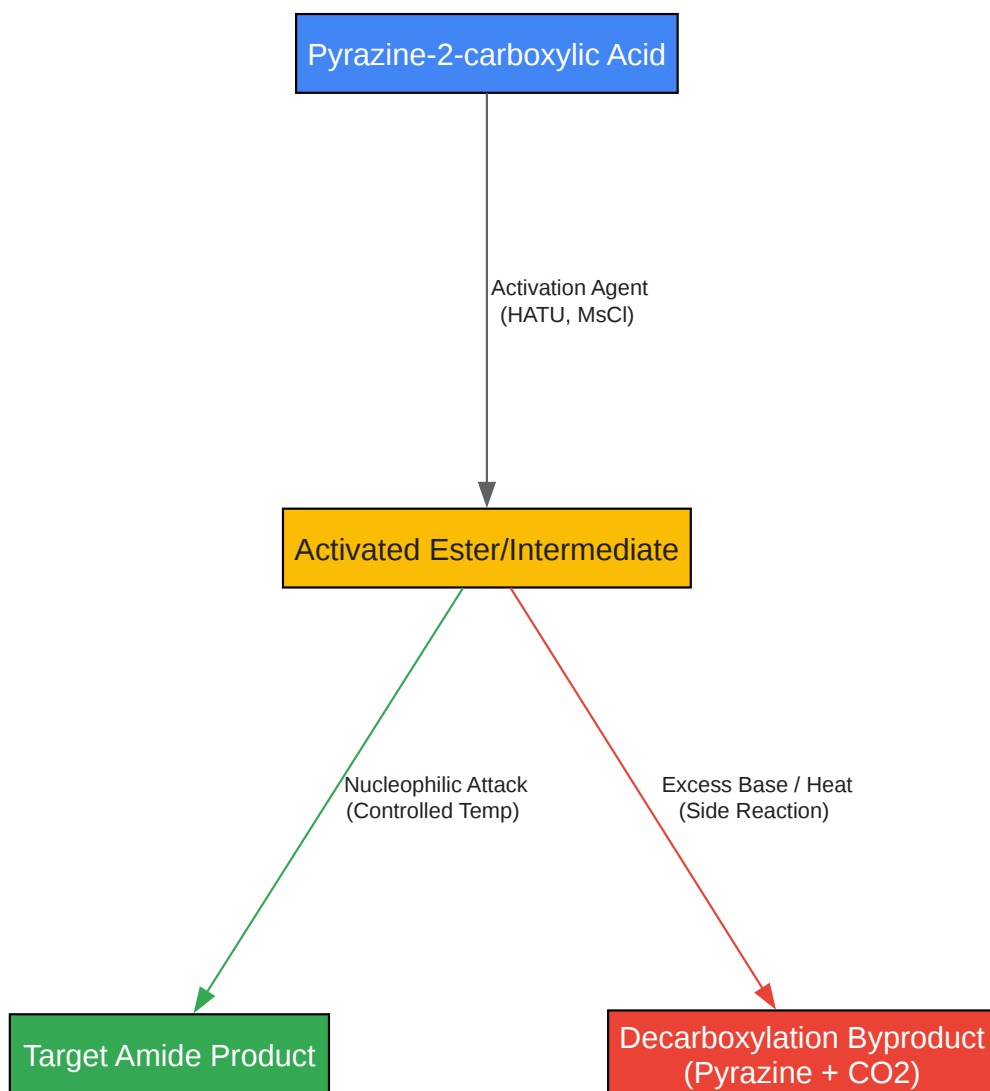 Pyrazine-2-carboxylic Acid
Activation Agent
(HATU, MsCl)
Activated Ester/Intermediate
Nucleophilic Attack
(Controlled Temp)
Excess Base / Heat
(Side Reaction)
Target Amide Product
Decarboxylation Byproduct
(Pyrazine + CO2)